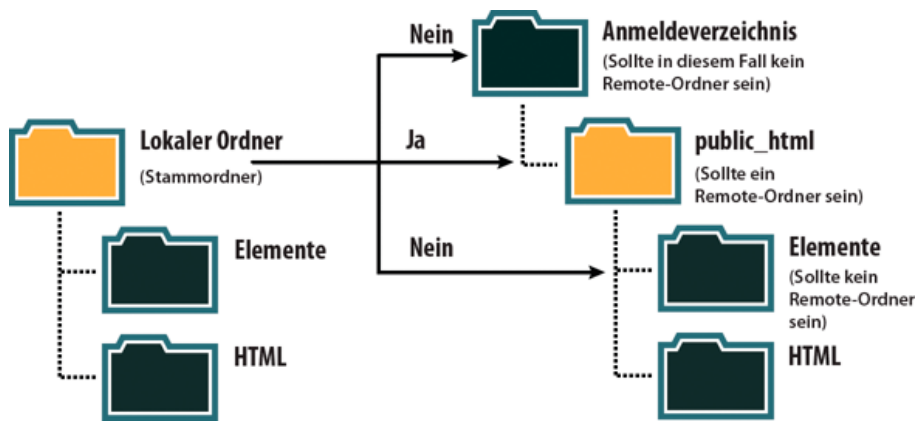 Nein
Anmeldeverzeichnis
(Sollte in diesem Fall kein
Remote-Ordner sein)
Lokaler Ordner
(Stammordner)
Ja
public_html
(Sollte ein
Remote-Ordner sein)
Elemente
Nein
Elemente
(Sollte kein
Remote-Ordner
sein)
HTML
HTML